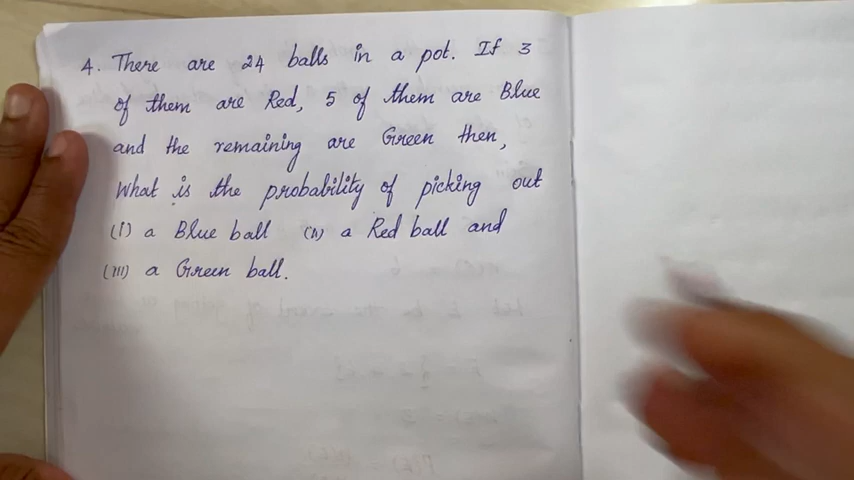 4. There are 24 balls in a pot. If 3
of them are Red, 5 of them are Blue
and the remaining are Green then,
What is the probability of picking out
(i) a Blue ball (ii) a Red ball and
(iii) a Green ball.